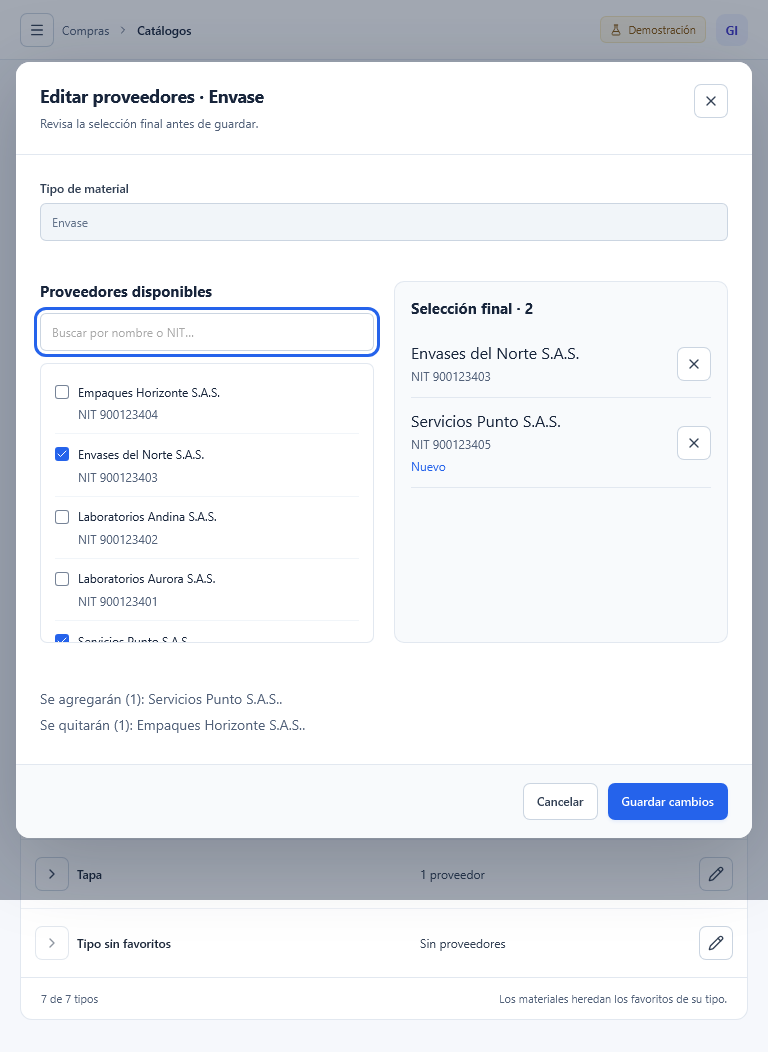 Compras
Catálogos
Demostración
GI
Editar proveedores · Envase
Revisa la selección final antes de guardar.
Tipo de material
Envase
Proveedores disponibles
Buscar por nombre o NIT...
Empaques Horizonte S.A.S.
NIT 900123404
Envases del Norte S.A.S.
NIT 900123403
Laboratorios Andina S.A.S.
NIT 900123402
Laboratorios Aurora S.A.S.
NIT 900123401
Servicios Punto S.A.S.
Selección final · 2
Envases del Norte S.A.S.
NIT 900123403
Servicios Punto S.A.S.
NIT 900123405
Nuevo
Se agregarán (1): Servicios Punto S.A.S..
Se quitarán (1): Empaques Horizonte S.A.S..
Cancelar
Guardar cambios
Tapa
1 proveedor
Tipo sin favoritos
Sin proveedores
7 de 7 tipos
Los materiales heredan los favoritos de su tipo.